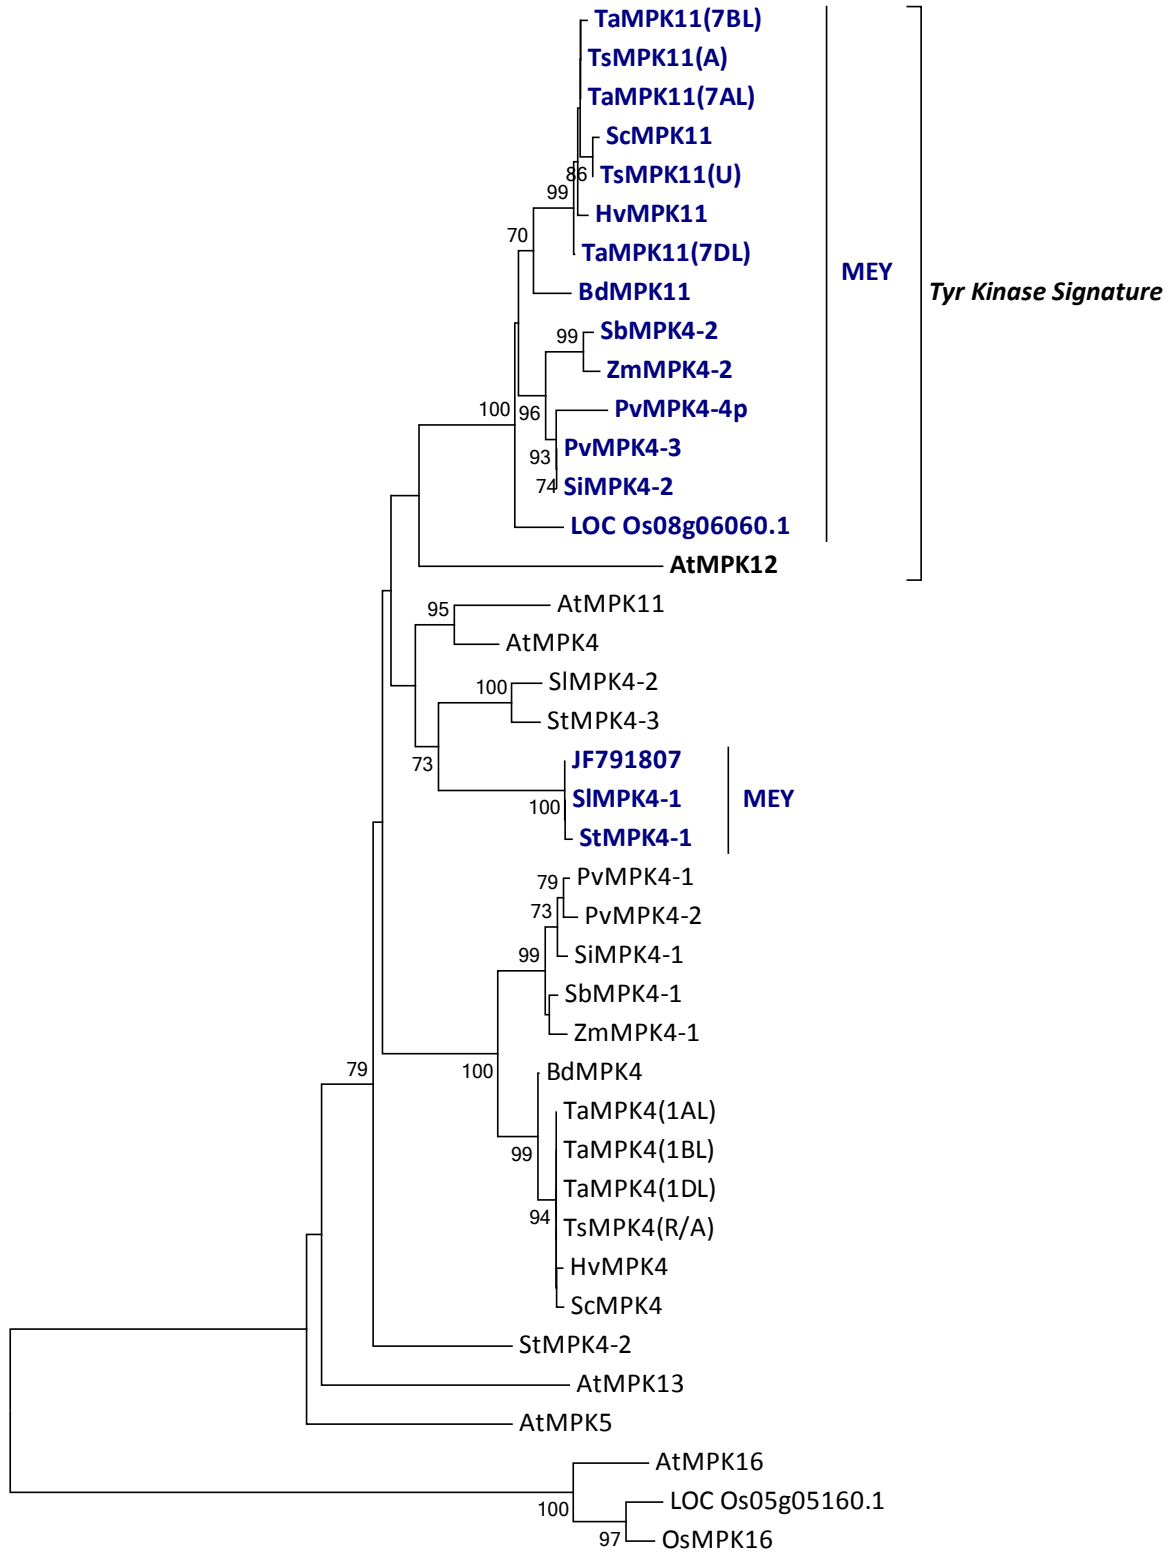 TaMPK11(7BL)
TsMPK11(A)
TaMPK11(7AL)
ScMPK11
86
TsMPK11(U)
99
HvMPK11
70
TaMPK11(7DL)
MEY
BdMPK11
Tyr Kinase Signature
99
SbMPK4-2
ZmMPK4-2
100
96
PvMPK4-4p
93
PvMPK4-3
74
SiMPK4-2
LOC Os08g06060.1
AtMPK12
95
AtMPK11
AtMPK4
100
SlMPK4-2
StMPK4-3
73
JF791807
100
SlMPK4-1
MEY
StMPK4-1
79
PvMPK4-1
73
PvMPK4-2
99
SiMPK4-1
SbMPK4-1
ZmMPK4-1
79
100
BdMPK4
TaMPK4(1AL)
99
TaMPK4(1BL)
TaMPK4(1DL)
94
TsMPK4(R/A)
HvMPK4
ScMPK4
StMPK4-2
AtMPK13
AtMPK5
AtMPK16
100
LOC Os05g05160.1
97
OsMPK16